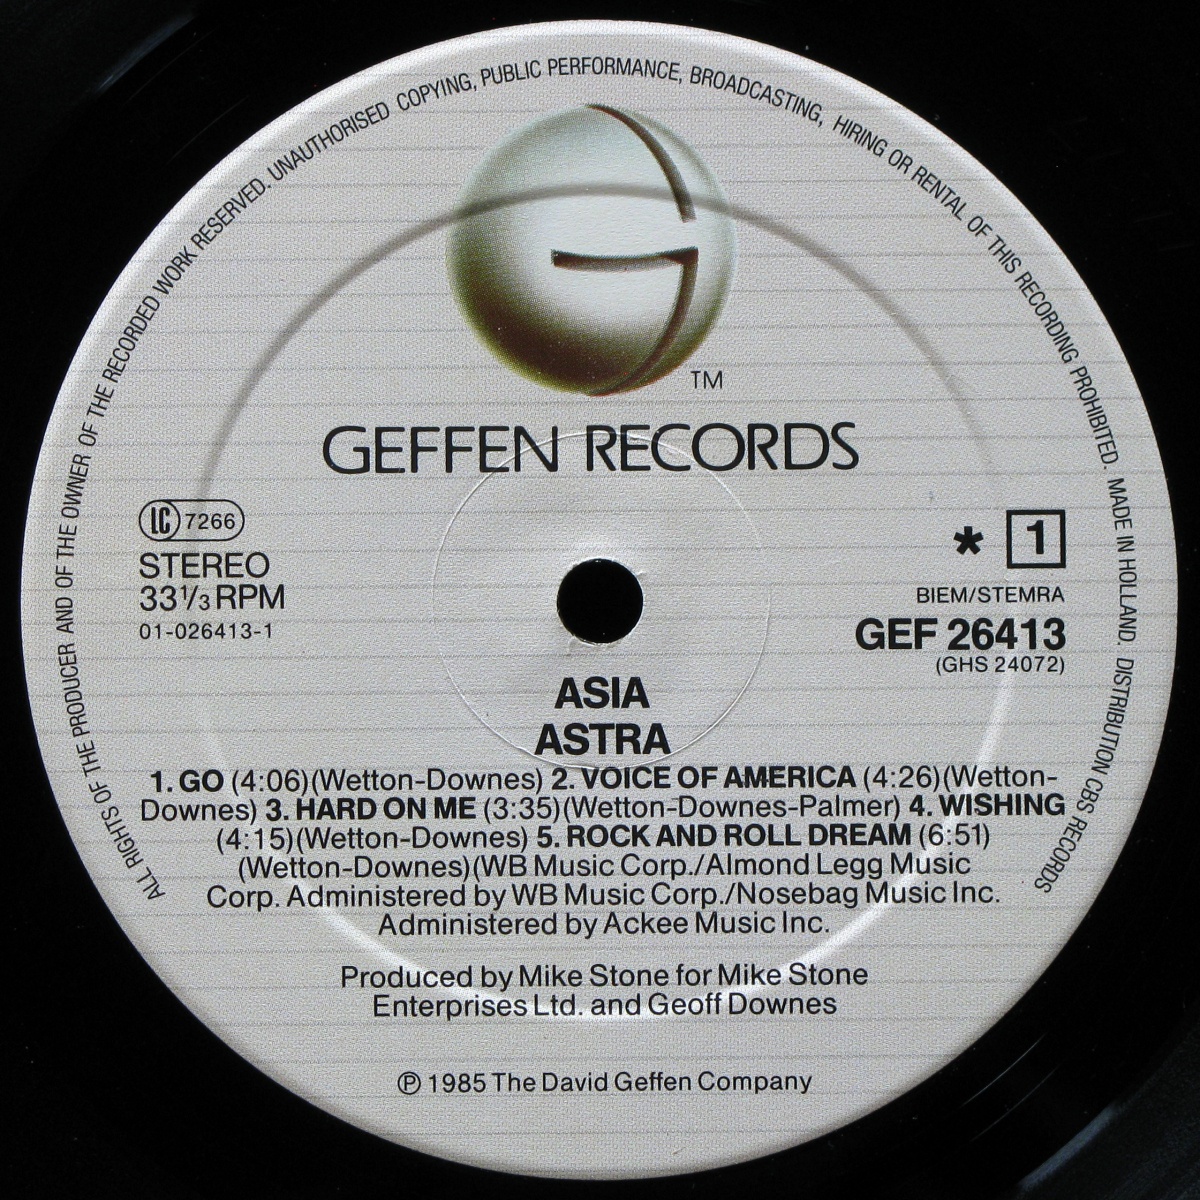 ALL RIGHTS OF THE PRODUCER AND OF THE OWNER OF THE RECORDED WORK RESERVED. UNAUTHORISED COPYING, PUBLIC PERFORMANCE, BROADCASTING, HIRING OR RENTAL OF THIS RECORDING PROHIBITED. MADE IN HOLLAND. DISTRIBUTION CBS RECORDS
TM
GEFFEN RECORDS
LC 7266
STEREO
33 1/3 RPM
01-026413-1
* 1
BIEM/STEMRA
GEF 26413
(GHS 24072)
ASIA
ASTRA
1. GO (4:06)(Wetton-Downes) 2. VOICE OF AMERICA (4:26)(Wetton-
Downes) 3. HARD ON ME (3:35)(Wetton-Downes-Palmer) 4. WISHING
(4:15)(Wetton-Downes) 5. ROCK AND ROLL DREAM (6:51)
(Wetton-Downes)(WB Music Corp./Almond Legg Music
Corp. Administered by WB Music Corp./Nosebag Music Inc.
Administered by Ackee Music Inc.
Produced by Mike Stone for Mike Stone
Enterprises Ltd. and Geoff Downes
℗ 1985 The David Geffen Company